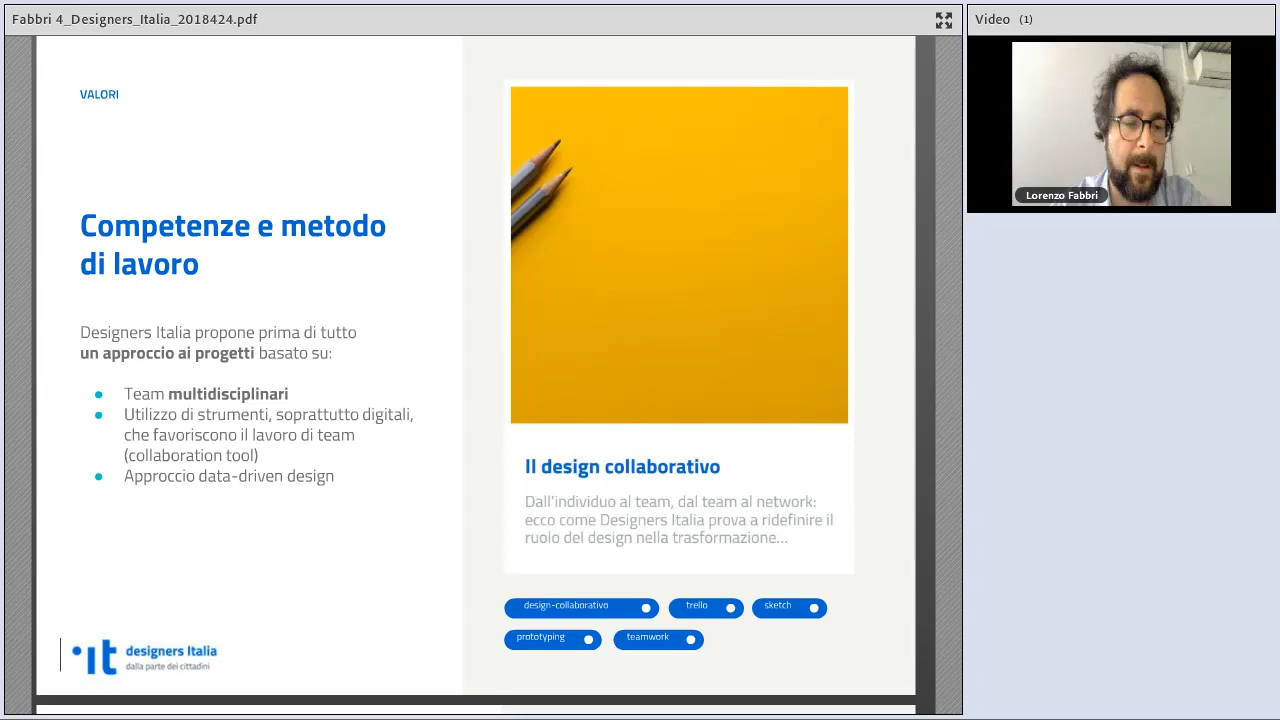 Fabbri 4_Designers_Italia_2018424.pdf
Video (1)
Lorenzo Fabbri
VALORI
Competenze e metodo
di lavoro
Designers Italia propone prima di tutto
un approccio ai progetti basato su:
Team multidisciplinari
Utilizzo di strumenti, soprattutto digitali,
che favoriscono il lavoro di team
(collaboration tool)
Approccio data-driven design
Il design collaborativo
Dall'individuo al team, dal team al network:
ecco come Designers Italia prova a ridefinire il
ruolo del design nella trasformazione...
design-collaborativo trello sketch
prototyping teamwork
it designers Italia
dalla parte dei cittadini